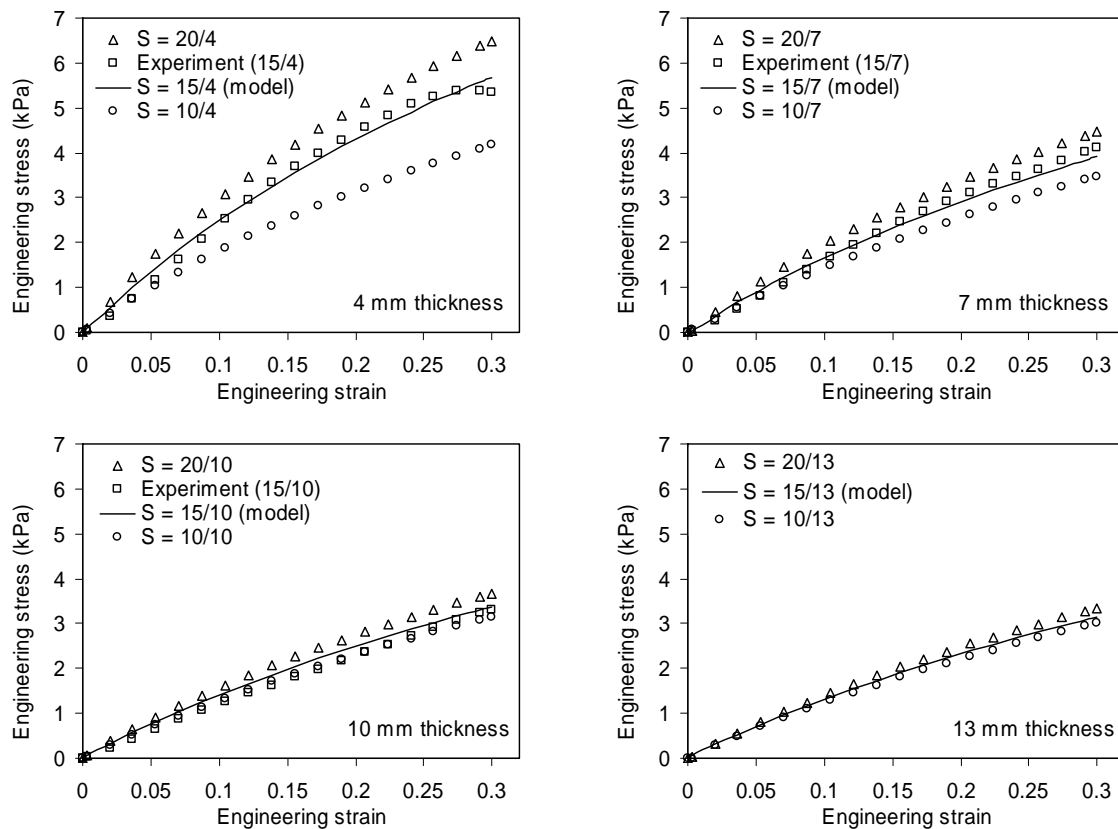 7
6
5
4
3
2
1
0
Engineering stress (kPa)
S = 20/4
Experiment (15/4)
S = 15/4 (model)
S = 10/4
4 mm thickness
0 0.05 0.1 0.15 0.2 0.25 0.3
Engineering strain
7
6
5
4
3
2
1
0
Engineering stress (kPa)
S = 20/7
Experiment (15/7)
S = 15/7 (model)
S = 10/7
7 mm thickness
0 0.05 0.1 0.15 0.2 0.25 0.3
Engineering strain
7
6
5
4
3
2
1
0
Engineering stress (kPa)
S = 20/10
Experiment (15/10)
S = 15/10 (model)
S = 10/10
10 mm thickness
0 0.05 0.1 0.15 0.2 0.25 0.3
Engineering strain
7
6
5
4
3
2
1
0
Engineering stress (kPa)
S = 20/13
S = 15/13 (model)
S = 10/13
13 mm thickness
0 0.05 0.1 0.15 0.2 0.25 0.3
Engineering strain